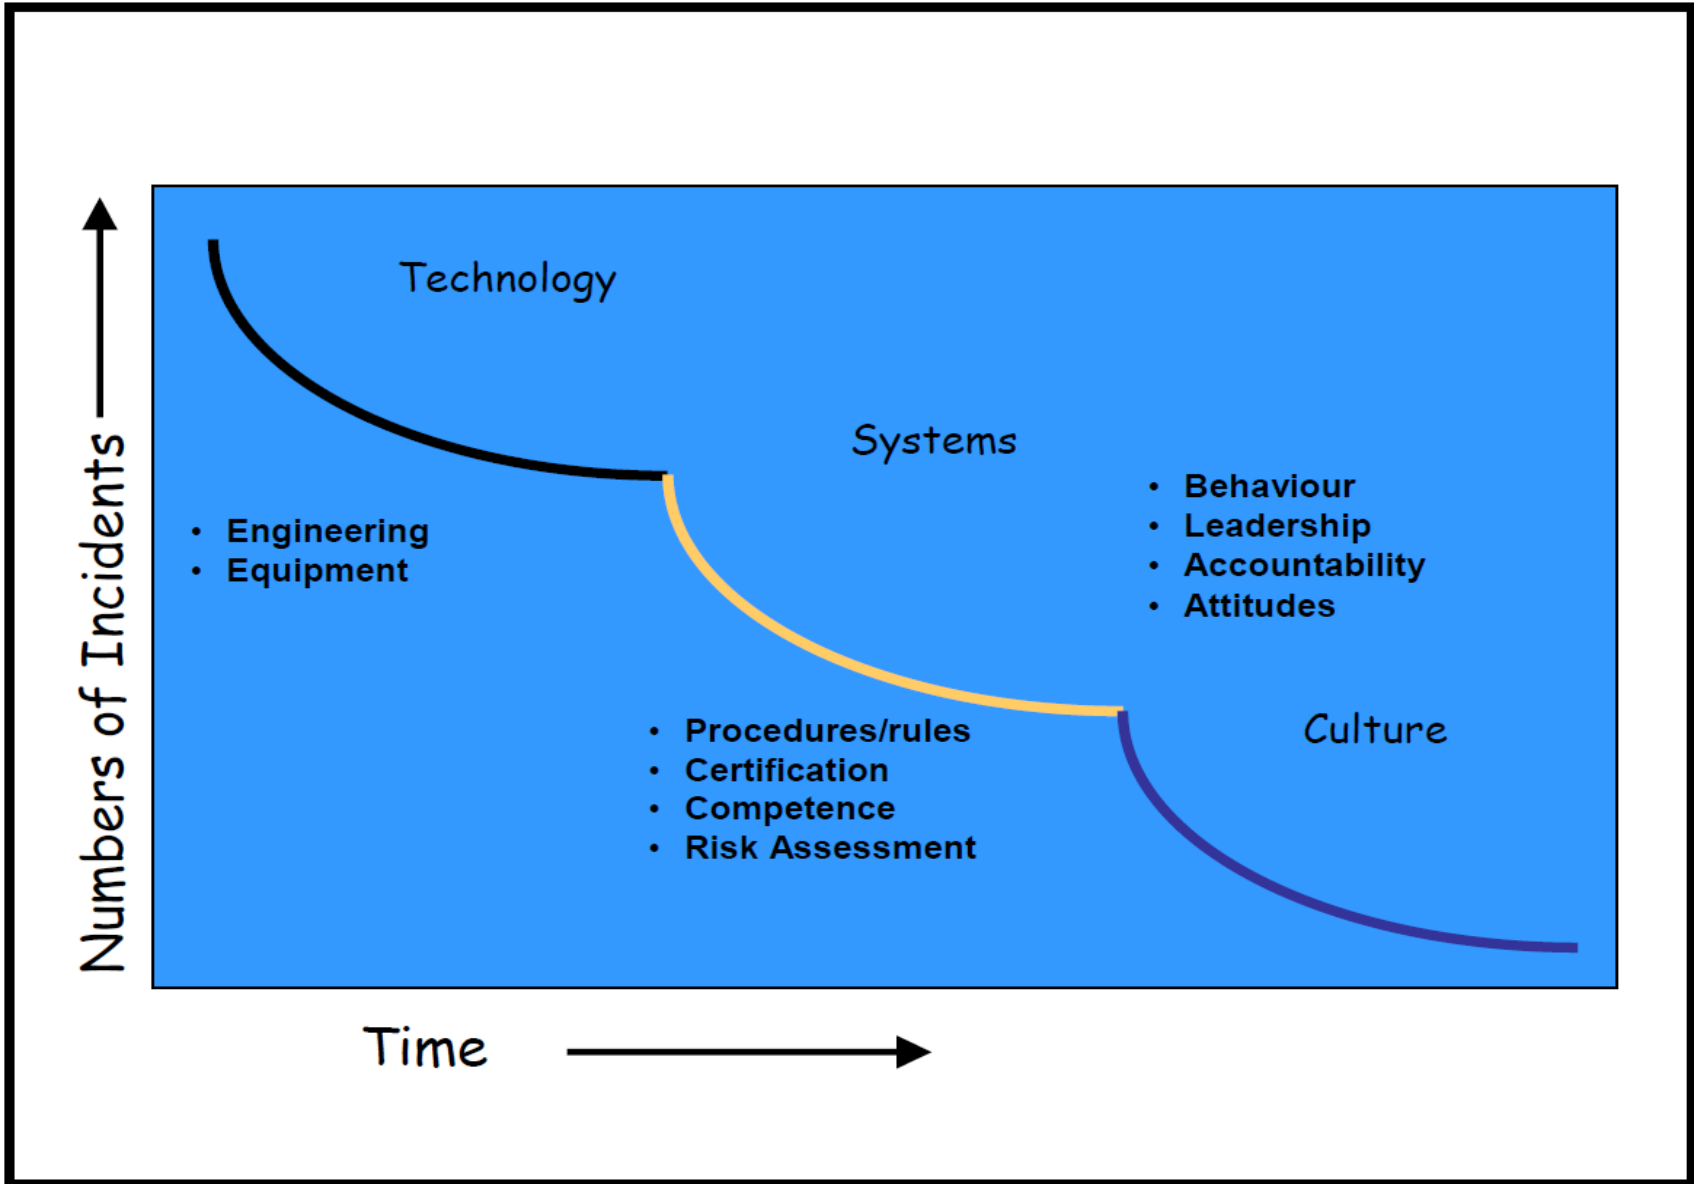 Technology
Systems
• Behaviour
• Leadership
• Accountability
• Attitudes
• Engineering
• Equipment
Culture
• Procedures/rules
• Certification
• Competence
• Risk Assessment
Numbers of Incidents
Time